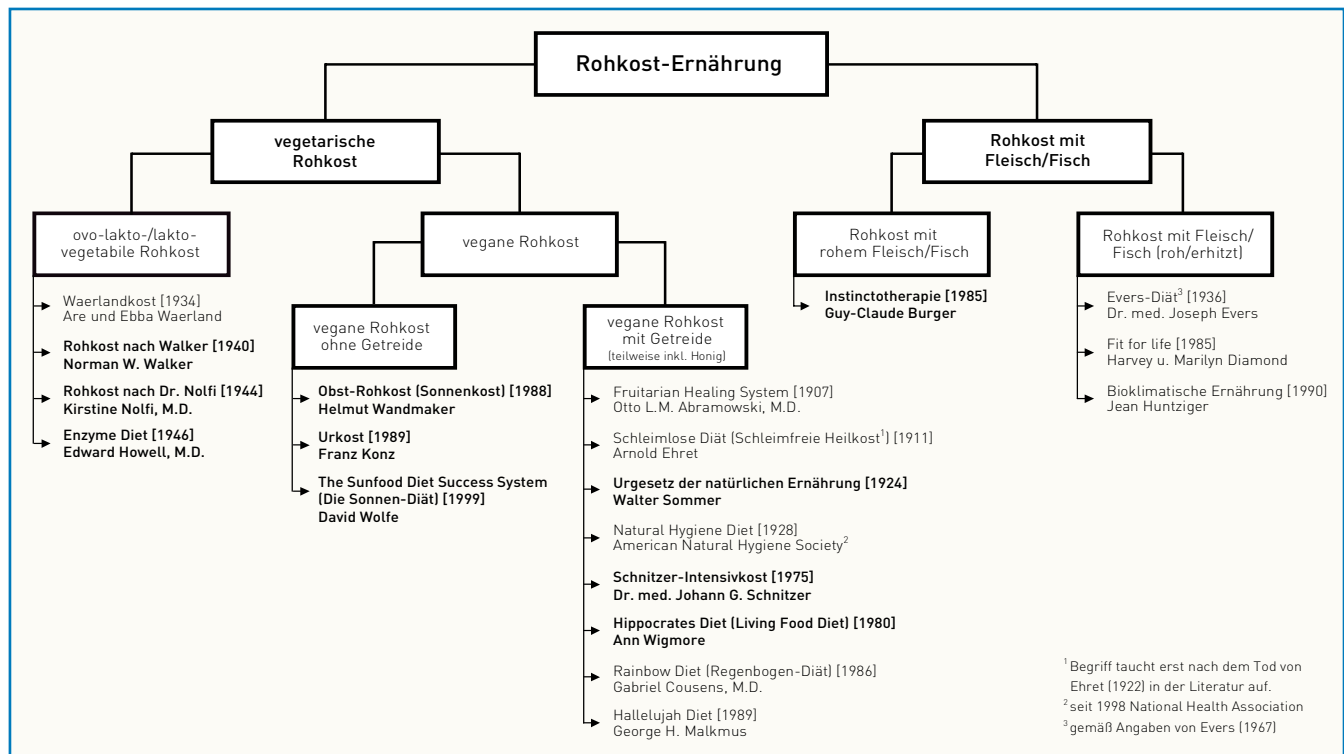 Rohkost-Ernährung
vegetarische
Rohkost
Rohkost mit
Fleisch/Fisch
ovo-lakto-/lakto-
vegetabile Rohkost
vegane Rohkost
Rohkost mit
rohem Fleisch/Fisch
Rohkost mit Fleisch/
Fisch (roh/erhitzt)
Waerlandkost [1934]
Are und Ebba Waerland
Rohkost nach Walker [1940]
Norman W. Walker
Rohkost nach Dr. Nolfi [1944]
Kirstine Nolfi, M.D.
Enzyme Diet [1946]
Edward Howell, M.D.
vegane Rohkost
ohne Getreide
Obst-Rohkost (Sonnenkost) [1988]
Helmut Wandmaker
Urkost [1989]
Franz Konz
The Sunfood Diet Success System
(Die Sonnen-Diät) [1999]
David Wolfe
vegane Rohkost
mit Getreide
(teilweise inkl. Honig)
Fruitarian Healing System [1907]
Otto L.M. Abramowski, M.D.
Schleimlose Diät (Schleimfreie Heilkost¹) [1911]
Arnold Ehret
Urgesetz der natürlichen Ernährung [1924]
Walter Sommer
Natural Hygiene Diet [1928]
American Natural Hygiene Society²
Schnitzer-Intensivkost [1975]
Dr. med. Johann G. Schnitzer
Hippocrates Diet (Living Food Diet) [1980]
Ann Wigmore
Rainbow Diet (Regenbogen-Diät) [1986]
Gabriel Cousens, M.D.
Hallelujah Diet [1989]
George H. Malkmus
Instinctotherapie [1985]
Guy-Claude Burger
Evers-Diät³ [1936]
Dr. med. Joseph Evers
Fit for life [1985]
Harvey u. Marilyn Diamond
Bioklimatische Ernährung [1990]
Jean Huntziger
¹ Begriff taucht erst nach dem Tod von
Ehret (1922) in der Literatur auf.
² seit 1998 National Health Association
³ gemäß Angaben von Evers (1967)